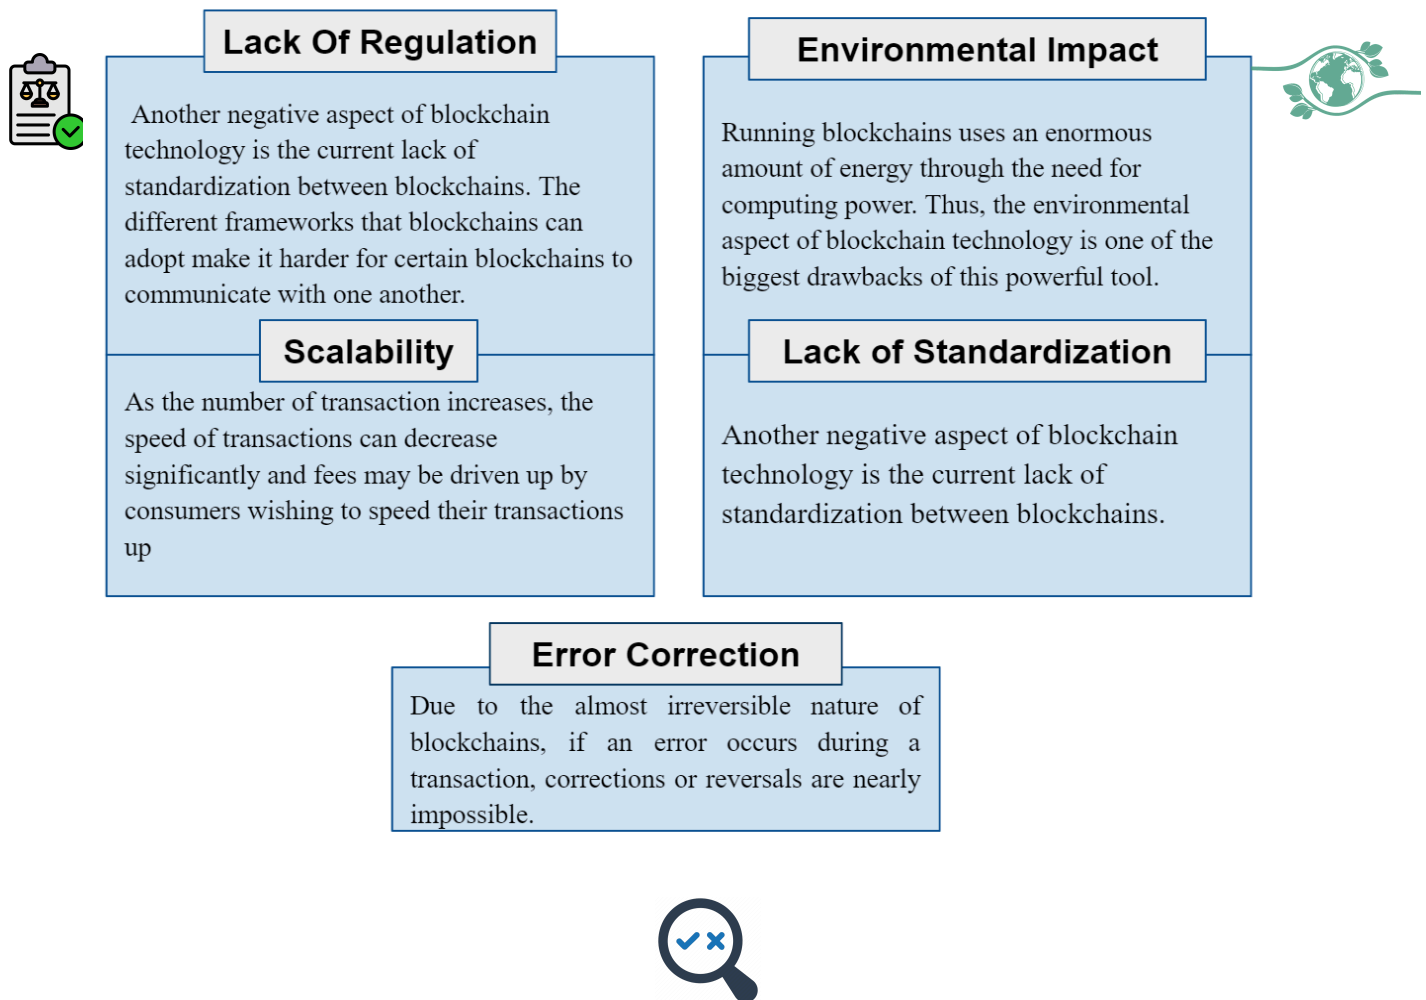 Lack Of Regulation
Another negative aspect of blockchain
technology is the current lack of
standardization between blockchains. The
different frameworks that blockchains can
adopt make it harder for certain blockchains to
communicate with one another.
Environmental Impact
Running blockchains uses an enormous
amount of energy through the need for
computing power. Thus, the environmental
aspect of blockchain technology is one of the
biggest drawbacks of this powerful tool.
Scalability
As the number of transaction increases, the
speed of transactions can decrease
significantly and fees may be driven up by
consumers wishing to speed their transactions
up
Lack of Standardization
Another negative aspect of blockchain
technology is the current lack of
standardization between blockchains.
Error Correction
Due to the almost irreversible nature of
blockchains, if an error occurs during a
transaction, corrections or reversals are nearly
impossible.